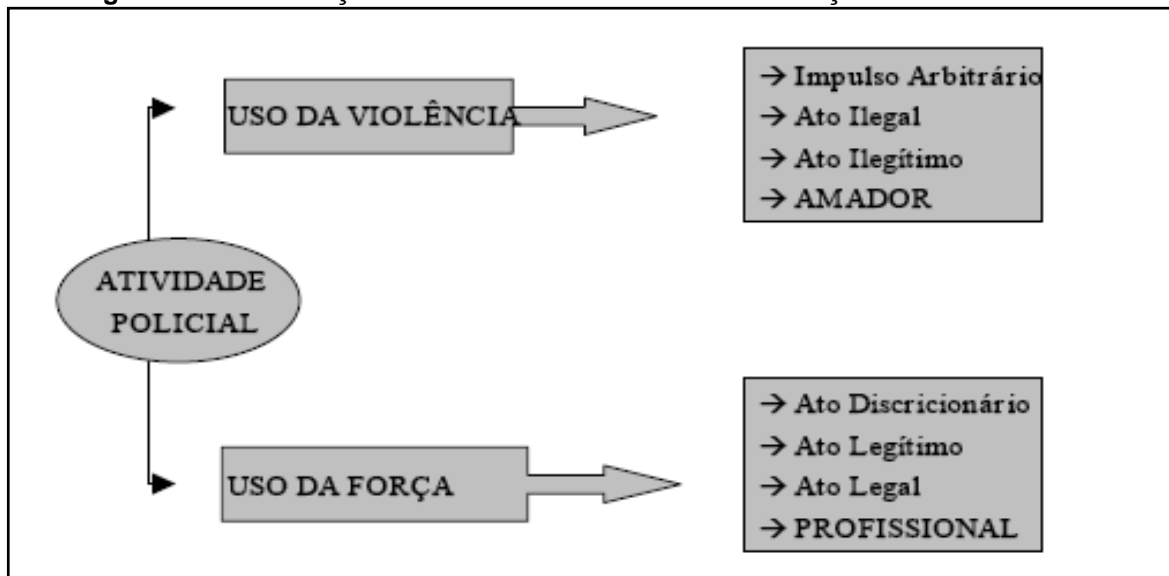 USO DA VIOLÊNCIA
→ Impulso Arbitrário
→ Ato Ilegal
→ Ato Ilegítimo
→ AMADOR
ATIVIDADE
POLICIAL
USO DA FORÇA
→ Ato Discricionário
→ Ato Legítimo
→ Ato Legal
→ PROFISSIONAL